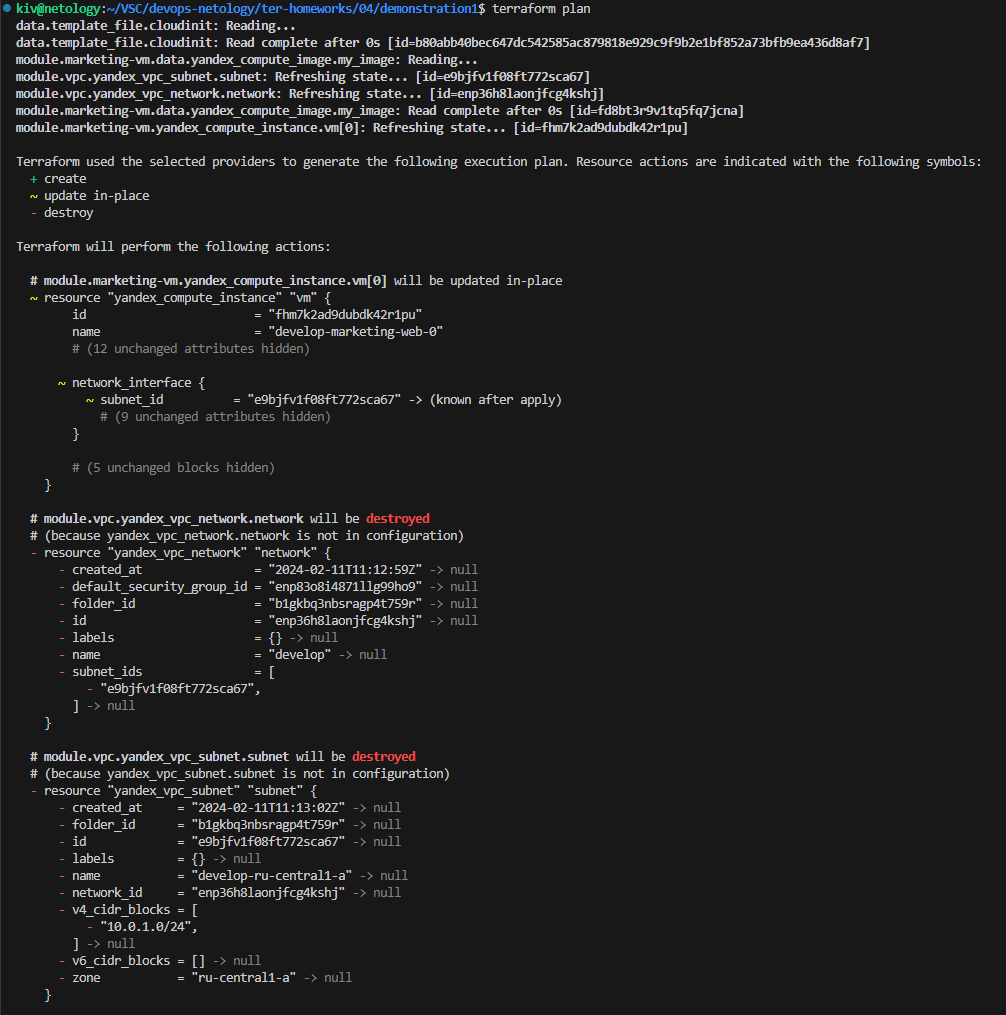 kiv@netology:~/VSC/devops-netology/ter-homeworks/04/demonstration1$ terraform plan
data.template_file.cloudinit: Reading...
data.template_file.cloudinit: Read complete after 0s [id=b80abb40bec647dc542585ac879818e929c9f9b2e1bf852a73bfb9ea436d8af7]
module.marketing-vm.data.yandex_compute_image.my_image: Reading...
module.vpc.yandex_vpc_subnet.subnet: Refreshing state... [id=e9bjfv1f08ft772sca67]
module.vpc.yandex_vpc_network.network: Refreshing state... [id=enp36h8laonjfcg4kshj]
module.marketing-vm.data.yandex_compute_image.my_image: Read complete after 0s [id=fd8bt3r9v1tq5fq7jcna]
module.marketing-vm.yandex_compute_instance.vm[0]: Refreshing state... [id=fhm7k2ad9dubdk42r1pu]
Terraform used the selected providers to generate the following execution plan. Resource actions are indicated with the following symbols:
  + create
  ~ update in-place
  - destroy
Terraform will perform the following actions:
  # module.marketing-vm.yandex_compute_instance.vm[0] will be updated in-place
  ~ resource "yandex_compute_instance" "vm" {
        id                        = "fhm7k2ad9dubdk42r1pu"
        name                      = "develop-marketing-web-0"
        # (12 unchanged attributes hidden)
      ~ network_interface {
          ~ subnet_id          = "e9bjfv1f08ft772sca67" -> (known after apply)
            # (9 unchanged attributes hidden)
        }
        # (5 unchanged blocks hidden)
    }
  # module.vpc.yandex_vpc_network.network will be destroyed
  # (because yandex_vpc_network.network is not in configuration)
  - resource "yandex_vpc_network" "network" {
      - created_at                = "2024-02-11T11:12:59Z" -> null
      - default_security_group_id = "enp83o8i4871llg99ho9" -> null
      - folder_id                 = "b1gkbq3nbsragp4t759r" -> null
      - id                        = "enp36h8laonjfcg4kshj" -> null
      - labels                    = {} -> null
      - name                      = "develop" -> null
      - subnet_ids                = [
          - "e9bjfv1f08ft772sca67",
        ] -> null
    }
  # module.vpc.yandex_vpc_subnet.subnet will be destroyed
  # (because yandex_vpc_subnet.subnet is not in configuration)
  - resource "yandex_vpc_subnet" "subnet" {
      - created_at     = "2024-02-11T11:13:02Z" -> null
      - folder_id      = "b1gkbq3nbsragp4t759r" -> null
      - id             = "e9bjfv1f08ft772sca67" -> null
      - labels         = {} -> null
      - name           = "develop-ru-central1-a" -> null
      - network_id     = "enp36h8laonjfcg4kshj" -> null
      - v4_cidr_blocks = [
          - "10.0.1.0/24",
        ] -> null
      - v6_cidr_blocks = [] -> null
      - zone           = "ru-central1-a" -> null
    }